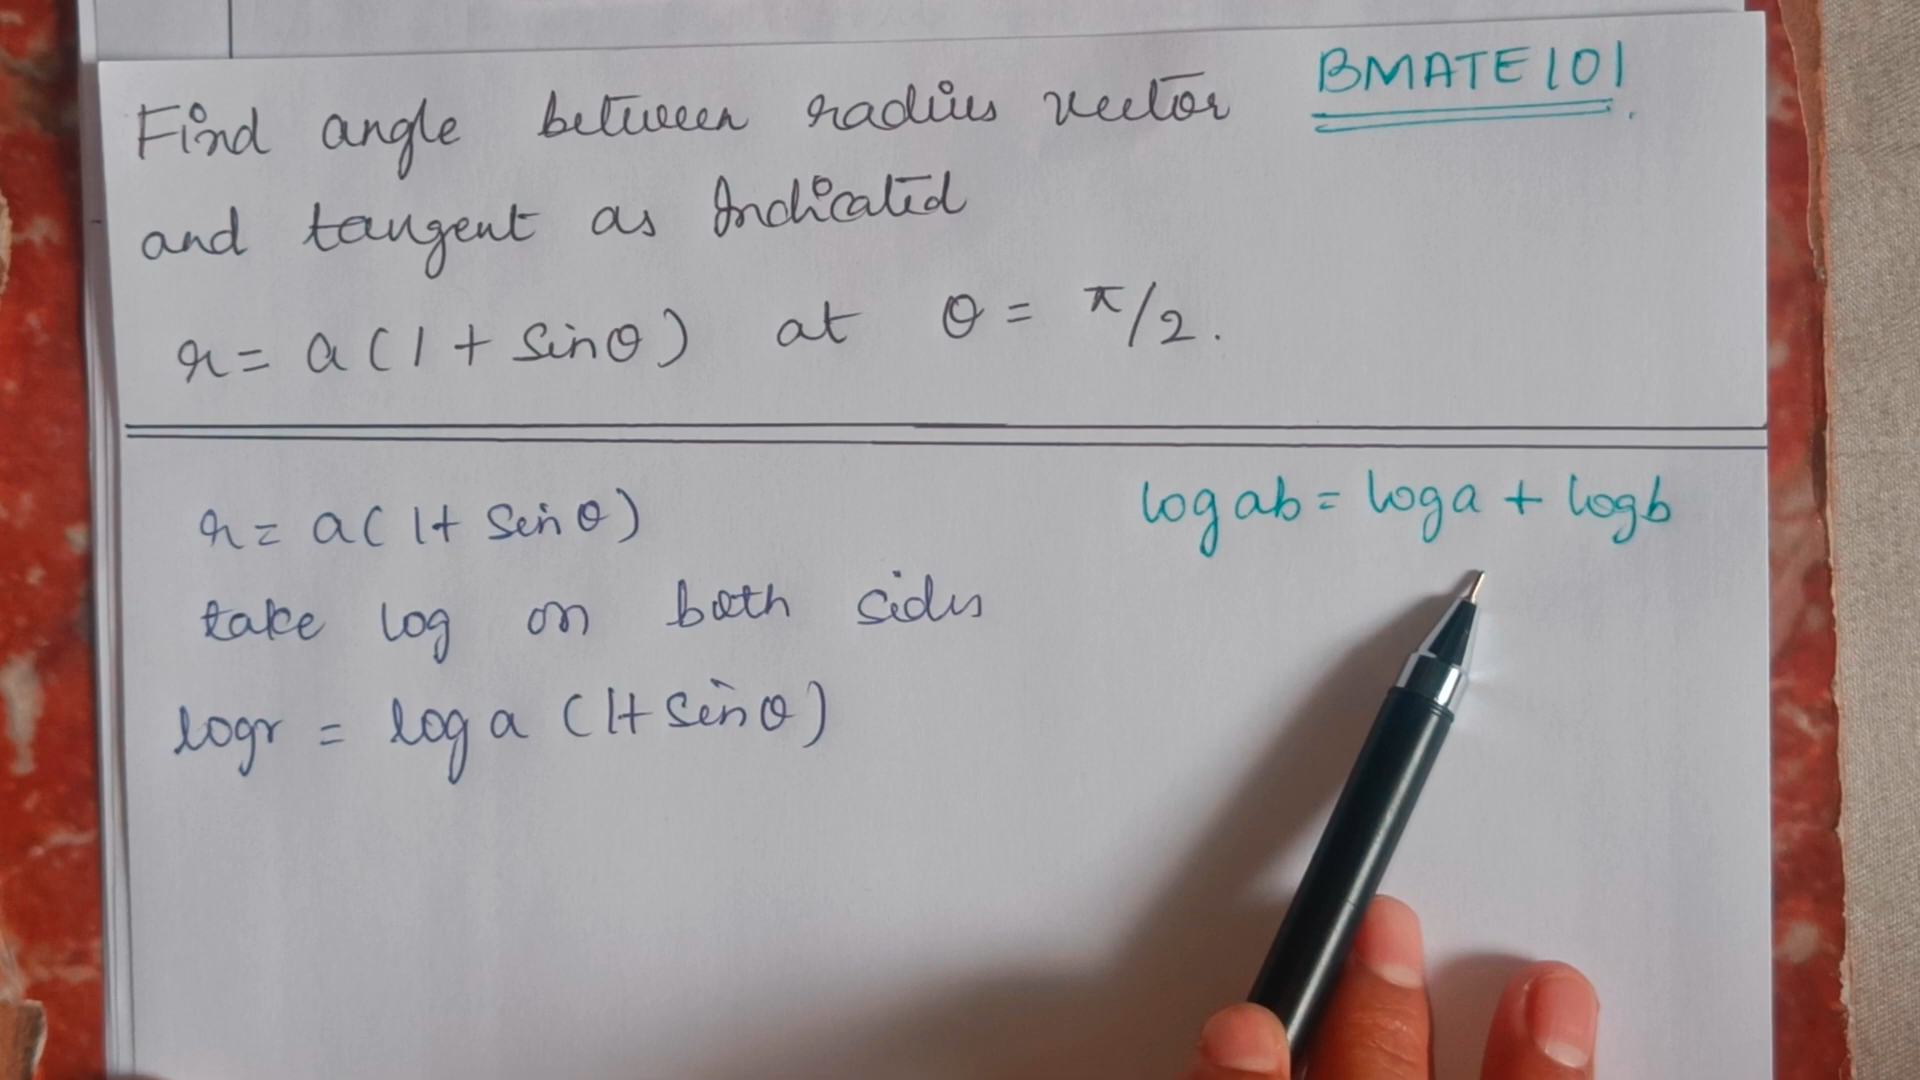 Find angle between radius vector BMATE101.
and tangent as Indicated
r = a(1 + Sinθ) at θ = π/2.
r = a(1+ Sinθ)
log ab = log a + log b
take log on both sides
logr = log a (1+ Sinθ)